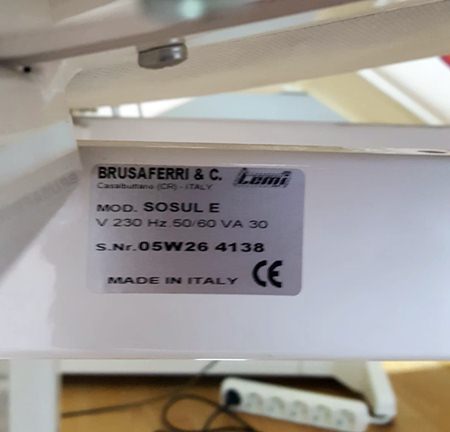 BRUSAFERRI & C. Lemi
Casalbuttano (CR) - ITALY
MOD. SOSUL E
V 230 Hz.50/60 VA 30
S.Nr. 05W26 4138
MADE IN ITALY CE